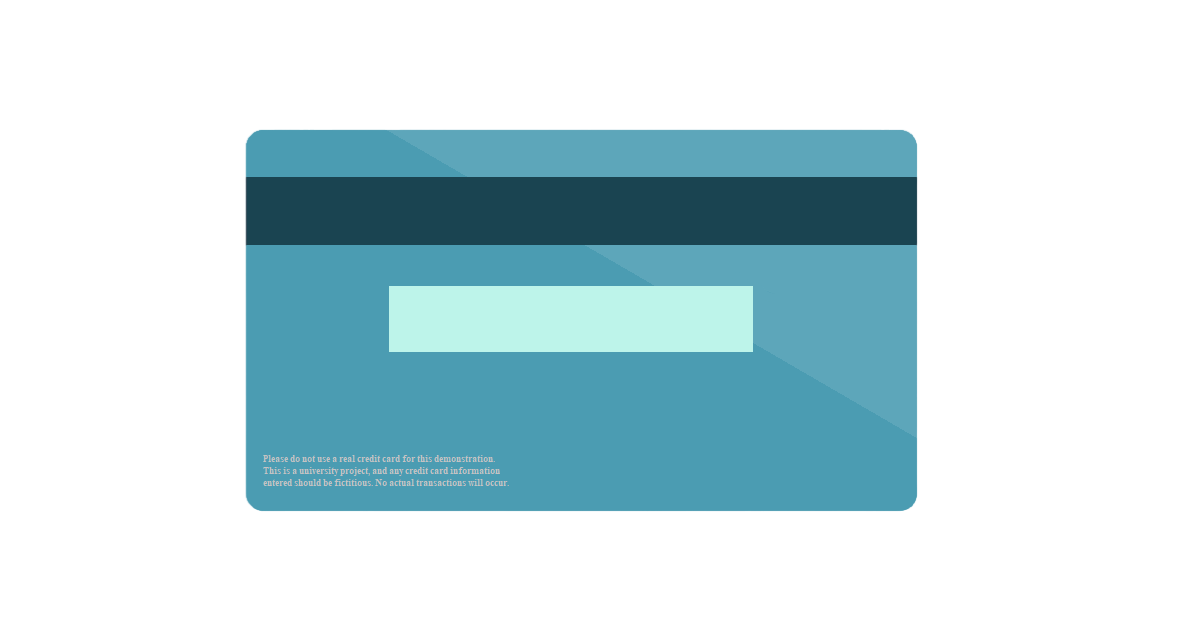 Please do not use a real credit card for this demonstration.
This is a university project, and any credit card information
entered should be fictitious. No actual transactions will occur.